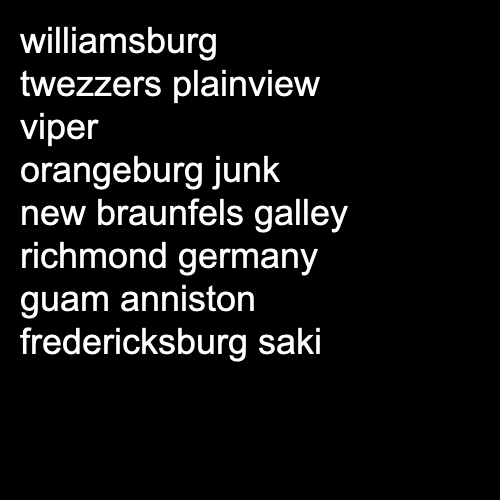 williamsburg
twezzers plainview
viper
orangeburg junk
new braunfels galley
richmond germany
guam anniston
fredericksburg saki